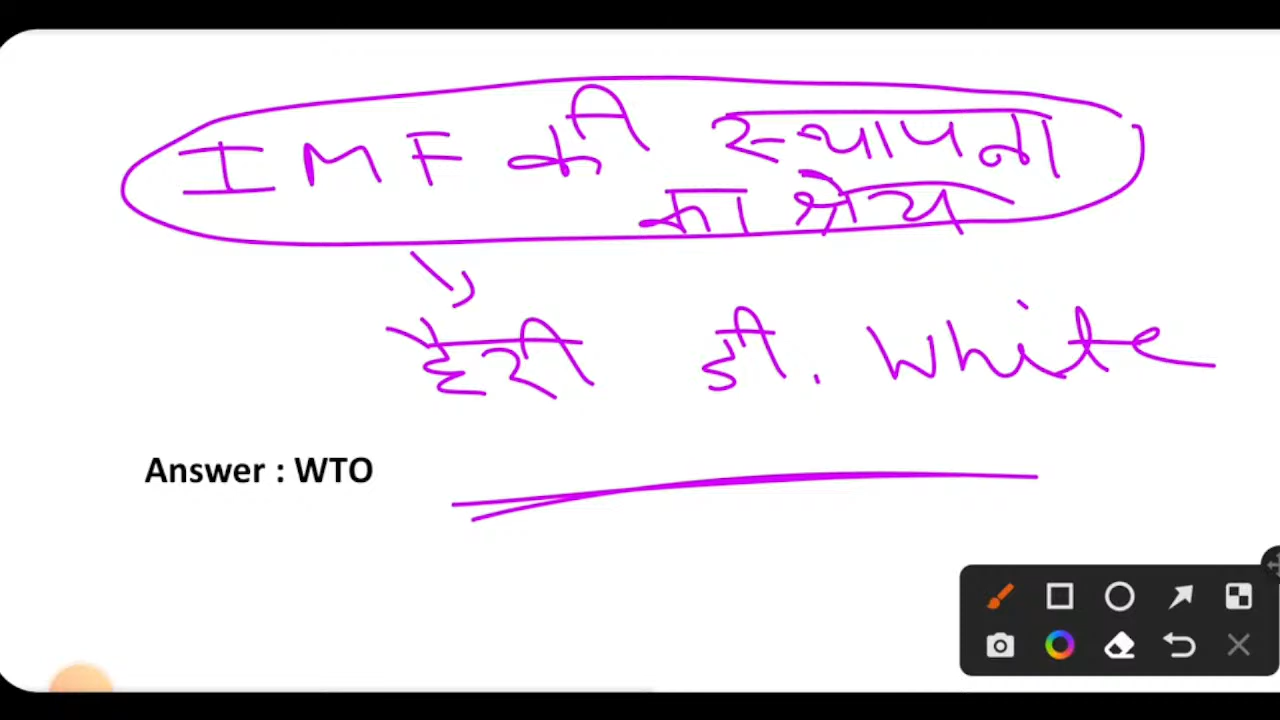 IMF की स्थापना
का श्रेय
हैरी डी. White
Answer : WTO